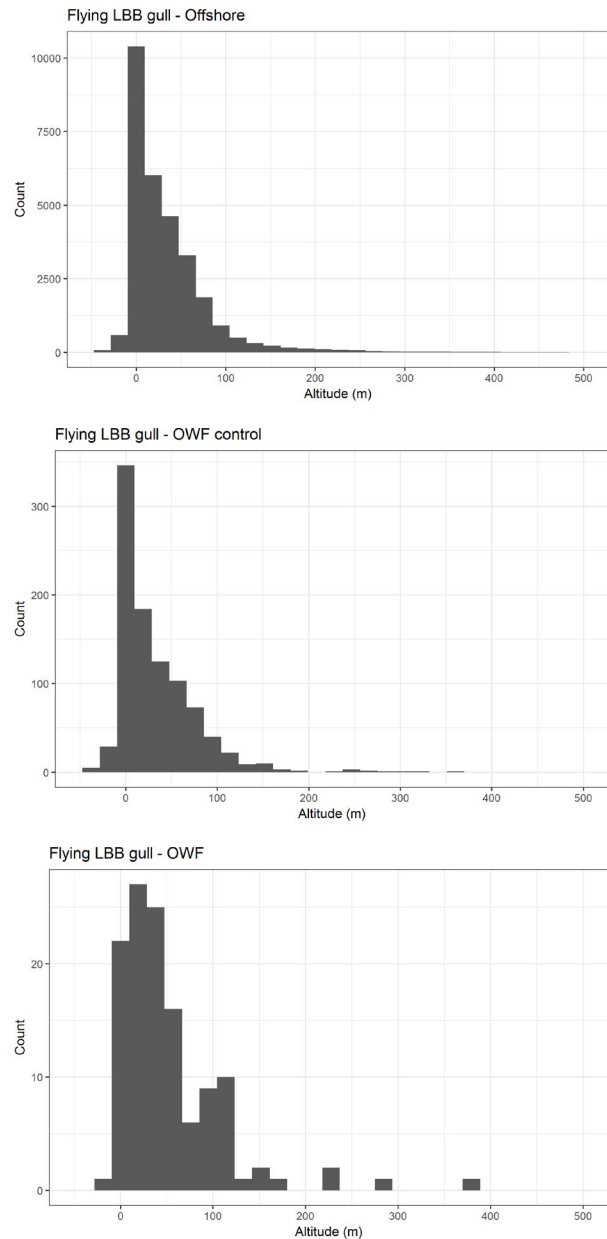 Flying LBB gull - Offshore
10000
7500
5000
2500
0
Count
0 100 200 300 400 500
Altitude (m)
Flying LBB gull - OWF control
300
200
100
0
Count
0 100 200 300 400 500
Altitude (m)
Flying LBB gull - OWF
20
10
0
Count
0 100 200 300 400 500
Altitude (m)